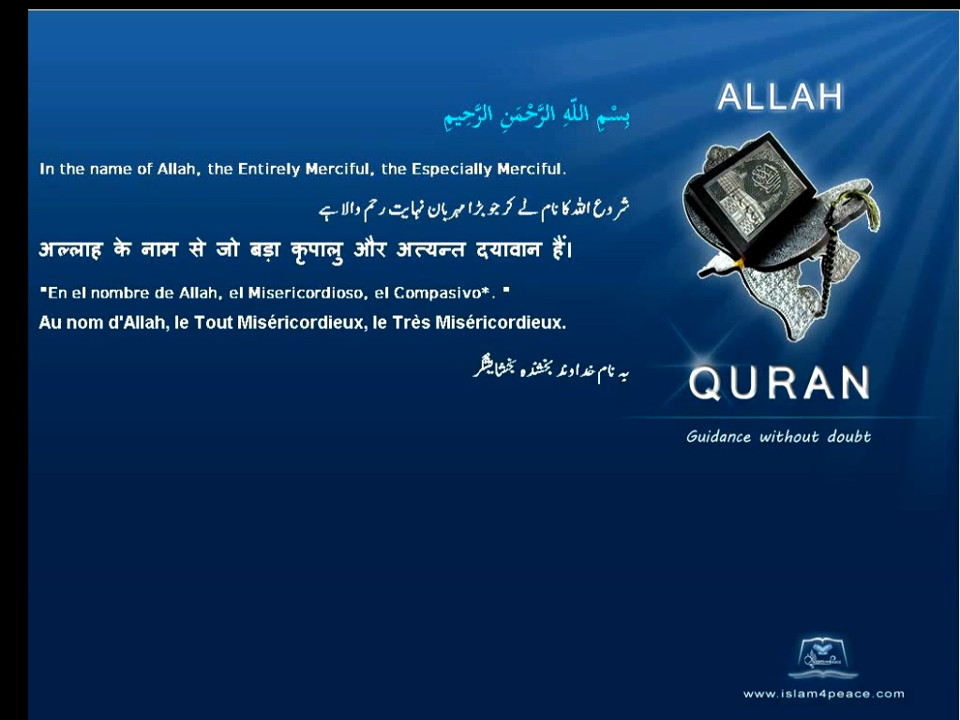 بِسْمِ اللّهِ الرَّحْمَنِ الرَّحِيمِ
In the name of Allah, the Entirely Merciful, the Especially Merciful.
شروع الله کا نام لے کر جو بڑا مہربان نہایت رحم والا ہے
अल्लाह के नाम से जो बड़ा कृपालु और अत्यन्त दयावान हैं।
"En el nombre de Allah, el Misericordioso, el Compasivo*. "
Au nom d'Allah, le Tout Miséricordieux, le Très Miséricordieux.
به نام خداوند بخشنده بخشایشگر
ALLAH
QURAN
Guidance without doubt
www.islam4peace.com